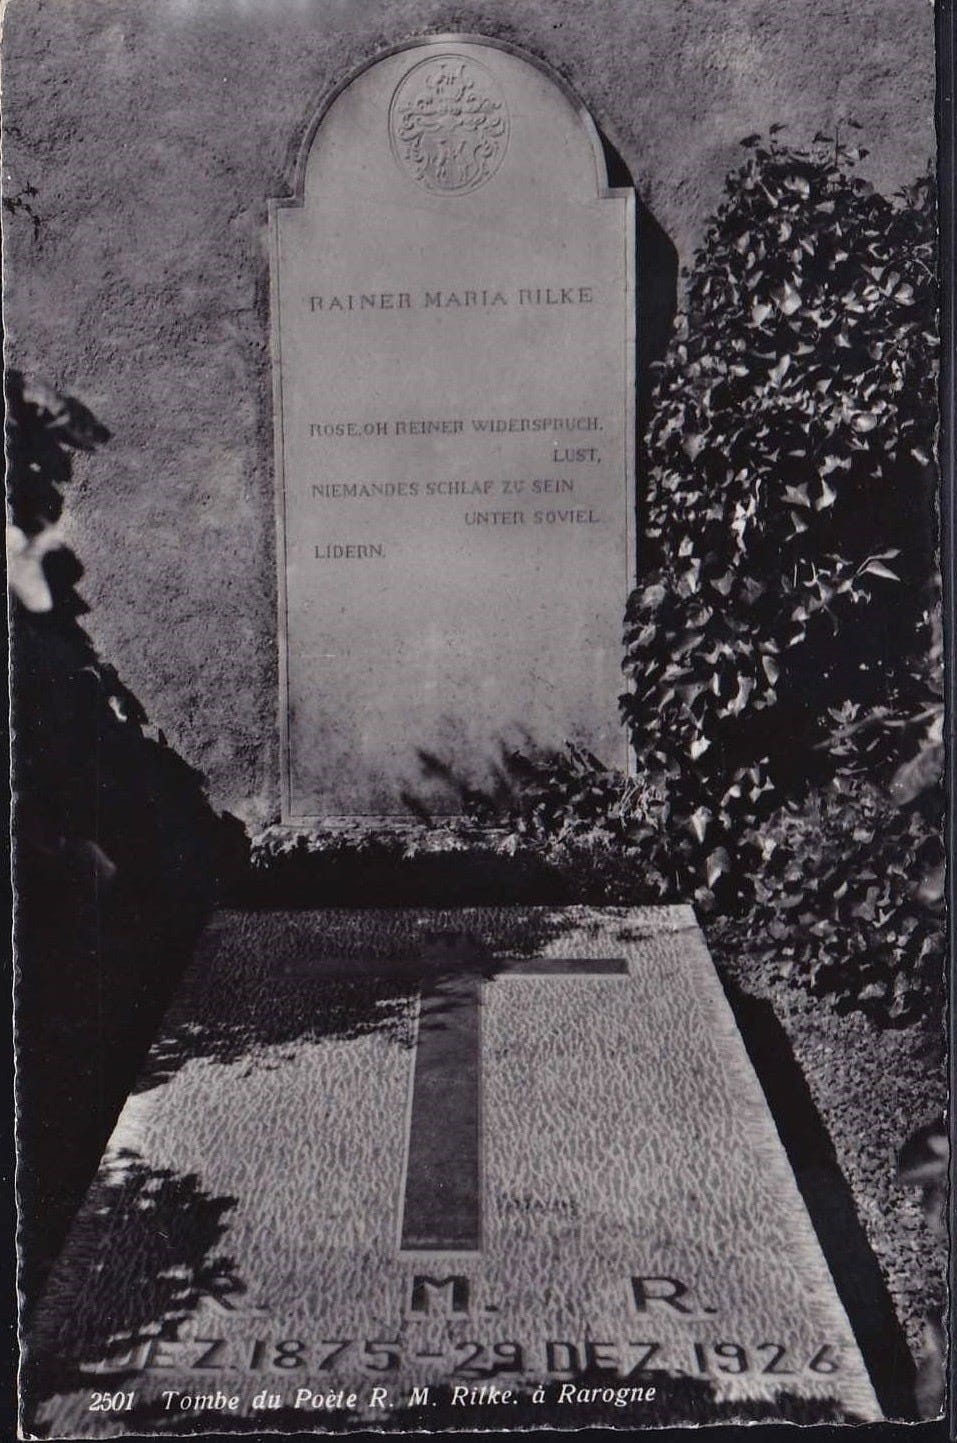 RAINER MARIA RILKE
ROSE, OH REINER WIDERSPRUCH,
LUST,
NIEMANDES SCHLAF ZU SEIN
UNTER SOVIEL
LIDERN.
R. M. R.
DEZ. 1875 - 29. DEZ. 1926
2501 Tombe du Poète R. M. Rilke. à Rarogne